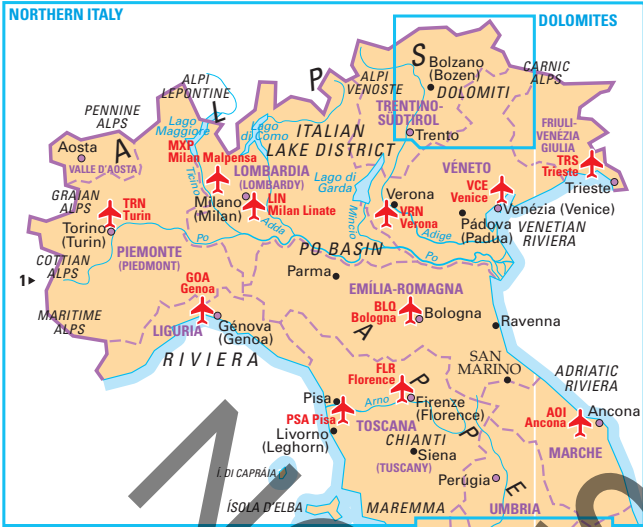 NORTHERN ITALY
DOLOMITES
ALPI
LEPONTINE
P
S
Bolzano
(Bozen)
DOLOMITI
CARNIC
ALPS
ALPI
VENOSTE
PENNINE
ALPS
L
A
Lago
Maggiore
Lago
di Como
ITALIAN
LAKE DISTRICT
TRENTINO-
SÜDTIROL
Trento
FRIULI-
VENÉZIA
GIULIA
TRS
Trieste
Trieste
Aosta
VALLE D'AOSTA
MXP
Milan Malpensa
LOMBARDIA
(LOMBARDY)
Ticino
Milano
(Milan)
LIN
Milan Linate
Adda
Lago di
Garda
Mincio
VÉNETO
VCE
Venice
Verona
VRN
Verona
Adige
Venézia (Venice)
Pádova
(Padua)
VENETIAN
RIVIERA
GRAIAN
ALPS
TRN
Turin
Torino
(Turin)
PIEMONTE
(PIEDMONT)
Po
PO BASIN
Po
COTTIAN
ALPS
1
MARITIME
ALPS
GOA
Genoa
Génova
(Genoa)
LIGURIA
RIVIERA
Parma
EMÍLIA-ROMAGNA
BLQ
Bologna
Bologna
A
Ravenna
SAN
MARINO
FLR
Florence
P
ADRIATIC
RIVIERA
Pisa
Arno
Firenze
(Florence)
PSA Pisa
TOSCANA
P
AOI
Ancona
Ancona
Livorno
(Leghorn)
CHIANTI
Siena
(TUSCANY)
MARCHE
I. DI CAPRÁIA
Perúgia
E
ÍSOLA D'ELBA
MAREMMA
UMBRIA